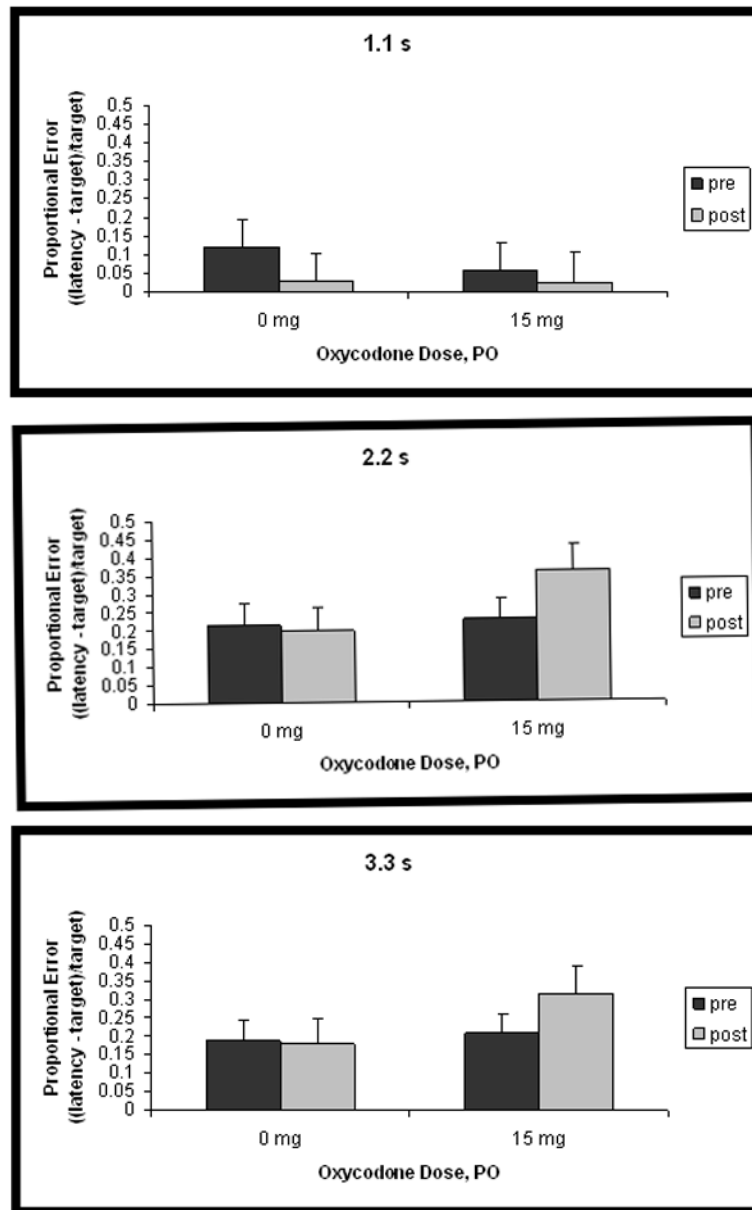 1.1 s
Proportional Error
((latency - target)/target)
0.5
0.45
0.4
0.35
0.3
0.25
0.2
0.15
0.1
0.05
0
0 mg
15 mg
Oxycodone Dose, PO
pre
post
2.2 s
Proportional Error
((latency - target)/target)
0.5
0.45
0.4
0.35
0.3
0.25
0.2
0.15
0.1
0.05
0
0 mg
15 mg
Oxycodone Dose, PO
pre
post
3.3 s
Proportional Error
((latency - target)/target)
0.5
0.45
0.4
0.35
0.3
0.25
0.2
0.15
0.1
0.05
0
0 mg
15 mg
Oxycodone Dose, PO
pre
post